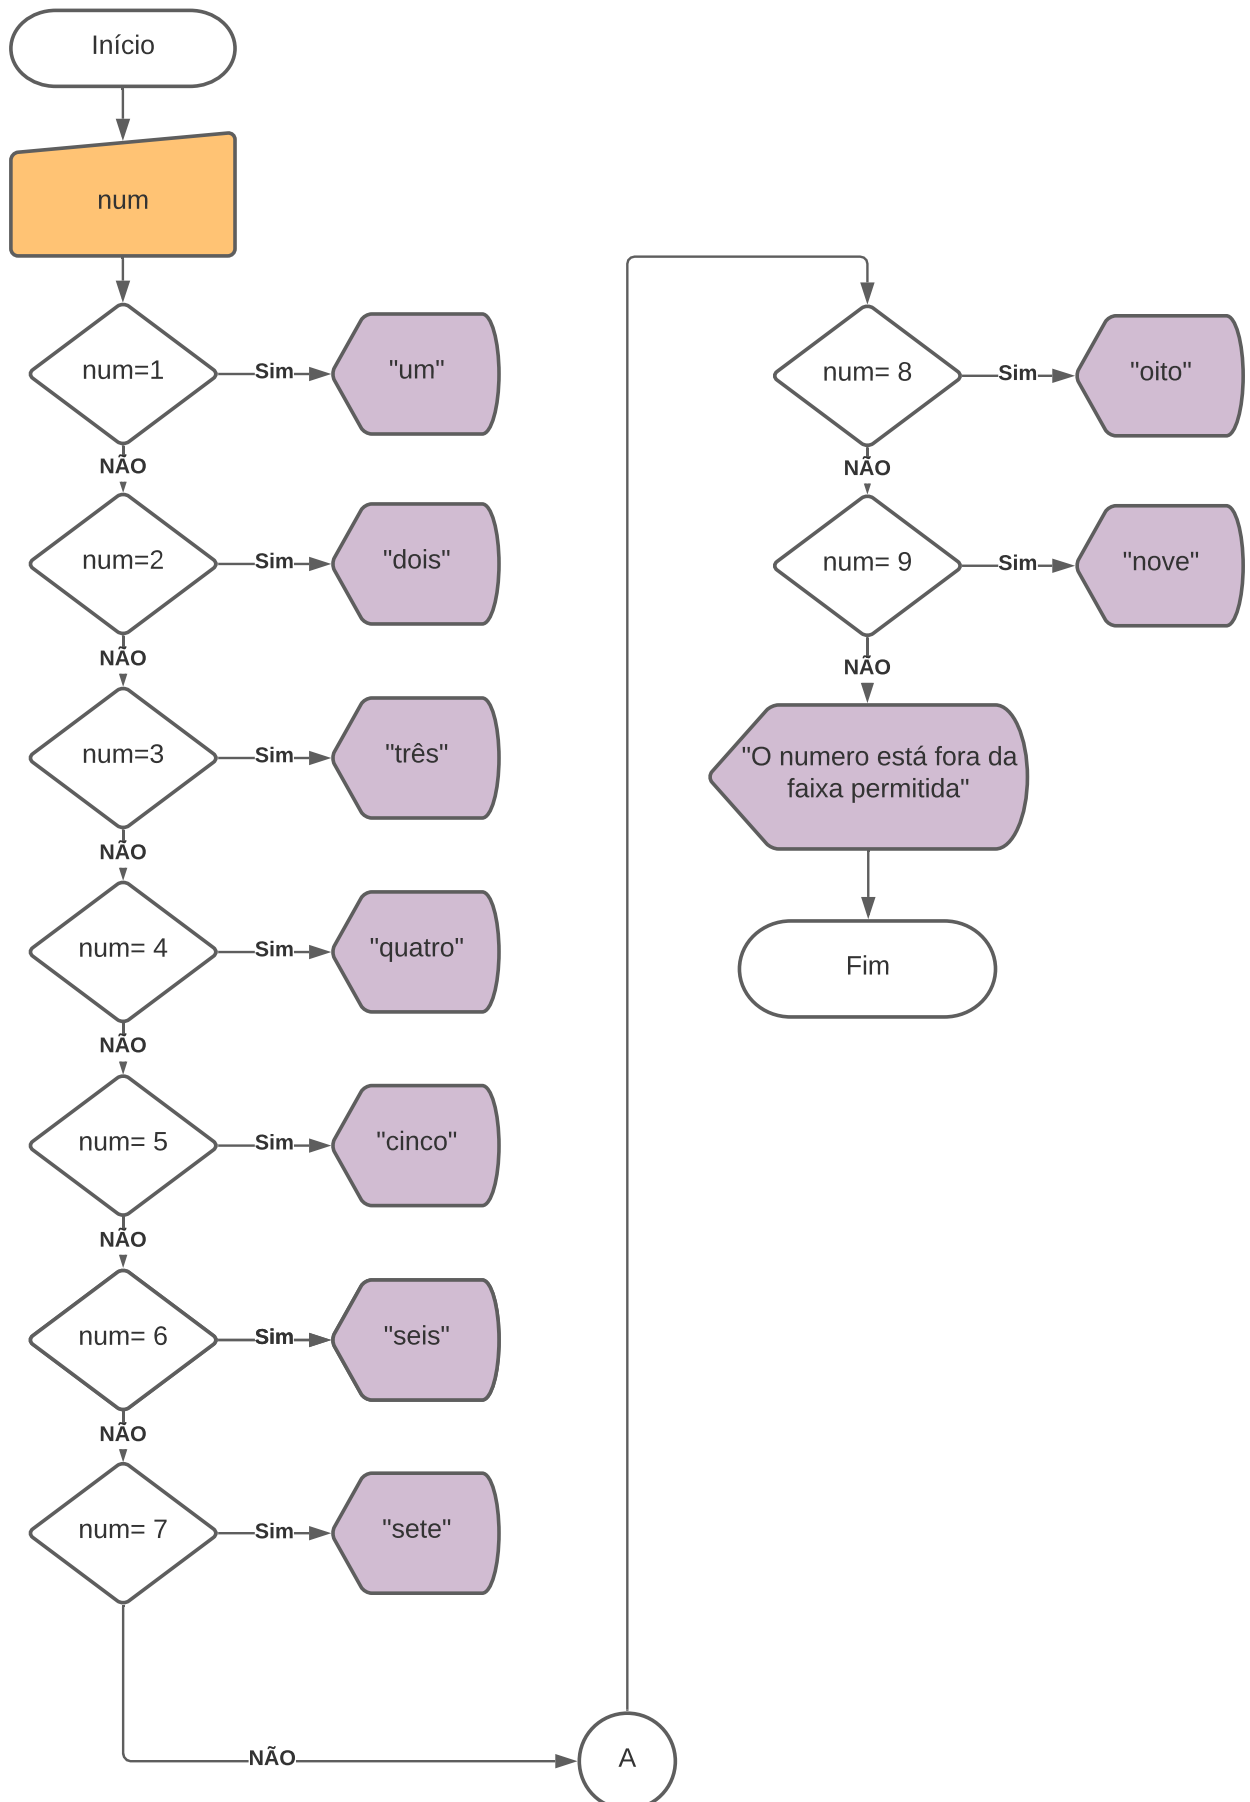 Início
num
num=1
Sim
"um"
NÃO
num=2
Sim
"dois"
NÃO
num=3
Sim
"três"
NÃO
num= 4
Sim
"quatro"
NÃO
num= 5
Sim
"cinco"
NÃO
num= 6
Sim
"seis"
NÃO
num= 7
Sim
"sete"
NÃO
A
num= 8
Sim
"oito"
NÃO
num= 9
Sim
"nove"
NÃO
"O numero está fora da
faixa permitida"
Fim